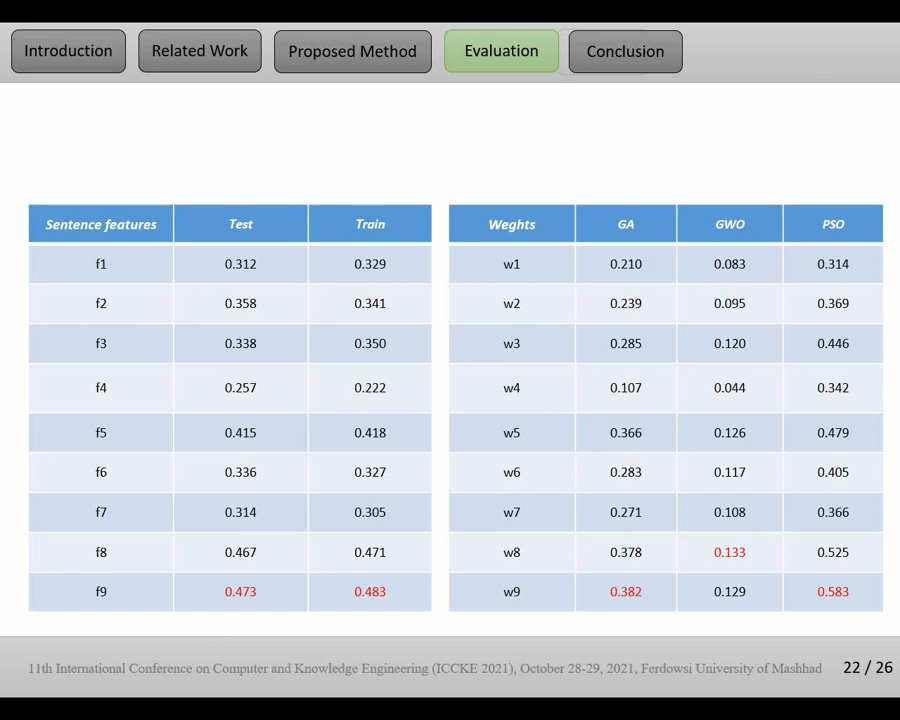 Introduction
Related Work
Proposed Method
Evaluation
Conclusion
Sentence features Test Train
f1 0.312 0.329
f2 0.358 0.341
f3 0.338 0.350
f4 0.257 0.222
f5 0.415 0.418
f6 0.336 0.327
f7 0.314 0.305
f8 0.467 0.471
f9 0.473 0.483
Weghts GA GWO PSO
w1 0.210 0.083 0.314
w2 0.239 0.095 0.369
w3 0.285 0.120 0.446
w4 0.107 0.044 0.342
w5 0.366 0.126 0.479
w6 0.283 0.117 0.405
w7 0.271 0.108 0.366
w8 0.378 0.133 0.525
w9 0.382 0.129 0.583
11th International Conference on Computer and Knowledge Engineering (ICCKE 2021), October 28-29, 2021, Ferdowsi University of Mashhad
22 / 26